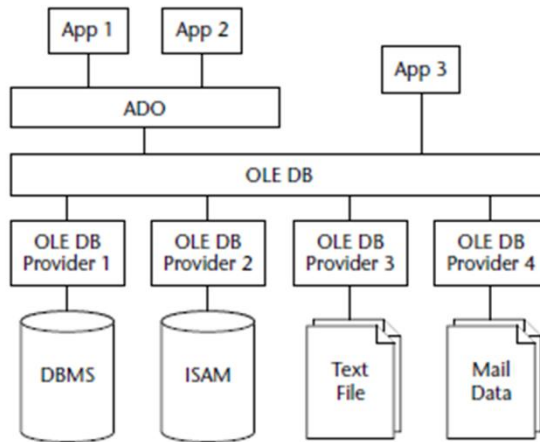 App 1
App 2
App 3
ADO
OLE DB
OLE DB
Provider 1
OLE DB
Provider 2
OLE DB
Provider 3
OLE DB
Provider 4
DBMS
ISAM
Text
File
Mail
Data